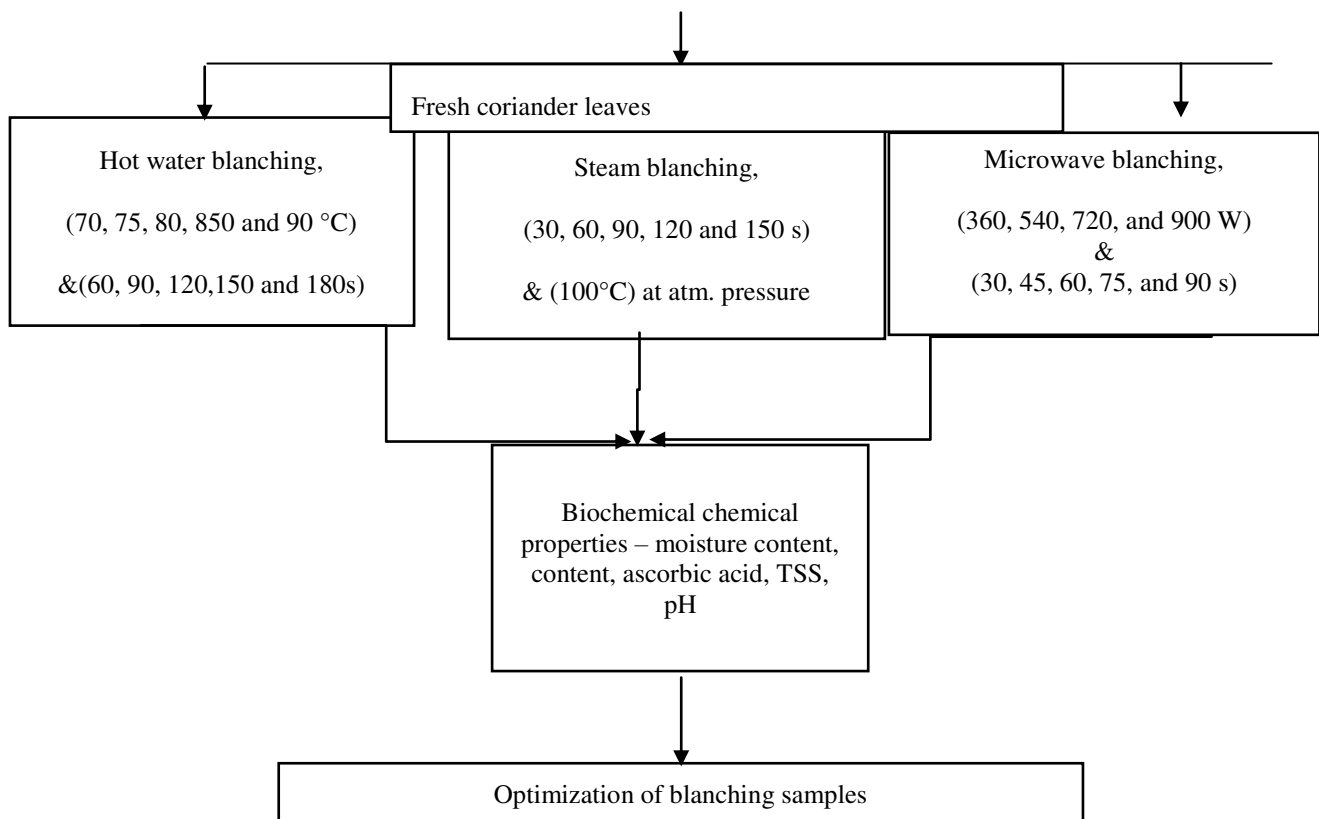 Fresh coriander leaves
Hot water blanching,
(70, 75, 80, 850 and 90 °C)
&(60, 90, 120,150 and 180s)
Steam blanching,
(30, 60, 90, 120 and 150 s)
& (100°C) at atm. pressure
Microwave blanching,
(360, 540, 720, and 900 W)
&
(30, 45, 60, 75, and 90 s)
Biochemical chemical
properties – moisture content,
content, ascorbic acid, TSS,
pH
Optimization of blanching samples